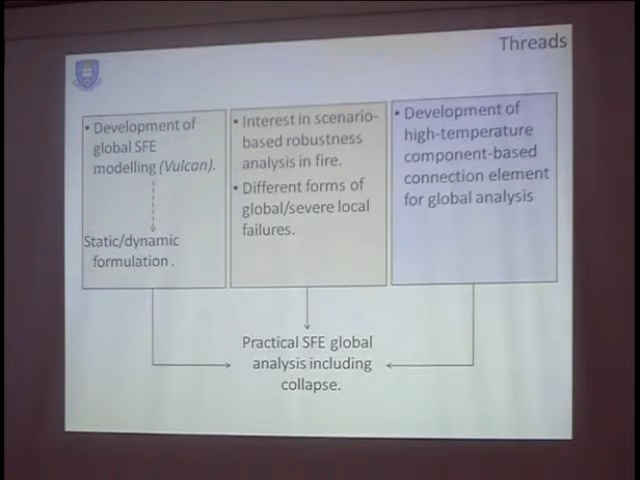 Threads
• Development of
global SFE
modelling (Vulcan).
Static/dynamic
formulation .
• Interest in scenario-
based robustness
analysis in fire.
• Different forms of
global/severe local
failures.
• Development of
high-temperature
component-based
connection element
for global analysis
Practical SFE global
analysis including
collapse.